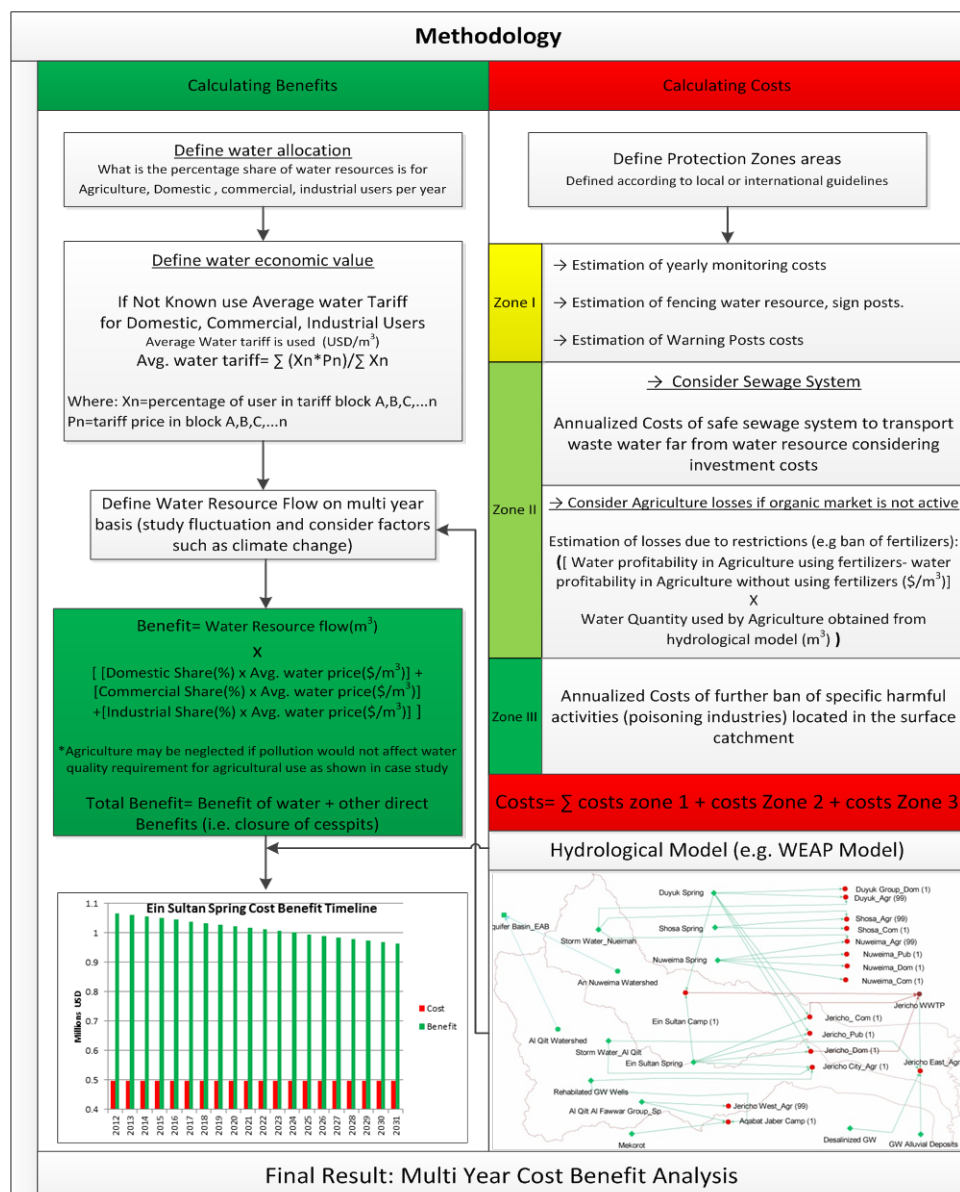 Methodology
Calculating Benefits
Define water allocation
What is the percentage share of water resources is for
Agriculture, Domestic , commercial, industrial users per year
Define water economic value
If Not Known use Average water Tariff
for Domestic, Commercial, Industrial Users
Average Water tariff is used (USD/m³)
Avg. water tariff= ∑ (Xn*Pn)/∑ Xn
Where: Xn=percentage of user in tariff block A,B,C,...n
Pn=tariff price in block A,B,C,...n
Define Water Resource Flow on multi year
basis (study fluctuation and consider factors
such as climate change)
Benefit= Water Resource flow(m³)
X
[ [Domestic Share(%) x Avg. water price($/m³)] +
[Commercial Share(%) x Avg. water price($/m³)]
+[Industrial Share(%) x Avg. water price($/m³)] ]
*Agriculture may be neglected if pollution would not affect water
quality requirement for agricultural use as shown in case study
Total Benefit= Benefit of water + other direct
Benefits (i.e. closure of cesspits)
Ein Sultan Spring Cost Benefit Timeline
Millions USD
1.1
1
0.9
0.8
0.7
0.6
0.5
0.4
2012
2013
2014
2015
2016
2017
2018
2019
2020
2021
2022
2023
2024
2025
2026
2027
2028
2029
2030
2031
Cost
Benefit
Calculating Costs
Define Protection Zones areas
Defined according to local or international guidelines
Zone I
→ Estimation of yearly monitoring costs
→ Estimation of fencing water resource, sign posts.
→ Estimation of Warning Posts costs
Zone II
→ Consider Sewage System
Annualized Costs of safe sewage system to transport
waste water far from water resource considering
investment costs
→ Consider Agriculture losses if organic market is not active
Estimation of losses due to restrictions (e.g ban of fertilizers):
([ Water profitability in Agriculture using fertilizers- water
profitability in Agriculture without using fertilizers ($/m³)]
X
Water Quantity used by Agriculture obtained from
hydrological model (m³) )
Zone III
Annualized Costs of further ban of specific harmful
activities (poisoning industries) located in the surface
catchment
Costs= ∑ costs zone 1 + costs Zone 2 + costs Zone 3
Hydrological Model (e.g. WEAP Model)
quifer Basin_EAB
Storm Water_Nueimah
An Nuweima Watershed
Al Qilt Watershed
Storm Water_Al Qilt
Duyuk Spring
Shosa Spring
Nuweima Spring
Ein Sultan Camp (1)
Ein Sultan Spring
Rehabilated GW Wells
Al Qilt Al Fawwar Group_Sp
Mekorot
Duyuk Group_Dom (1)
Duyuk_Agr (99)
Shosa_Agr (99)
Shosa_Com (1)
Nuweima_Agr (99)
Nuweima_Pub (1)
Nuweima_Dom (1)
Nuweima_Com (1)
Jericho WWTP
Jericho_ Com (1)
Jericho_Pub (1)
Jericho_Dom (1)
Jericho City_Agr (1)
Jericho East_Agr
Jericho West_Agr (99)
Aqabat Jaber Camp (1)
Desalinized GW
GW Alluvial Deposits
Final Result: Multi Year Cost Benefit Analysis